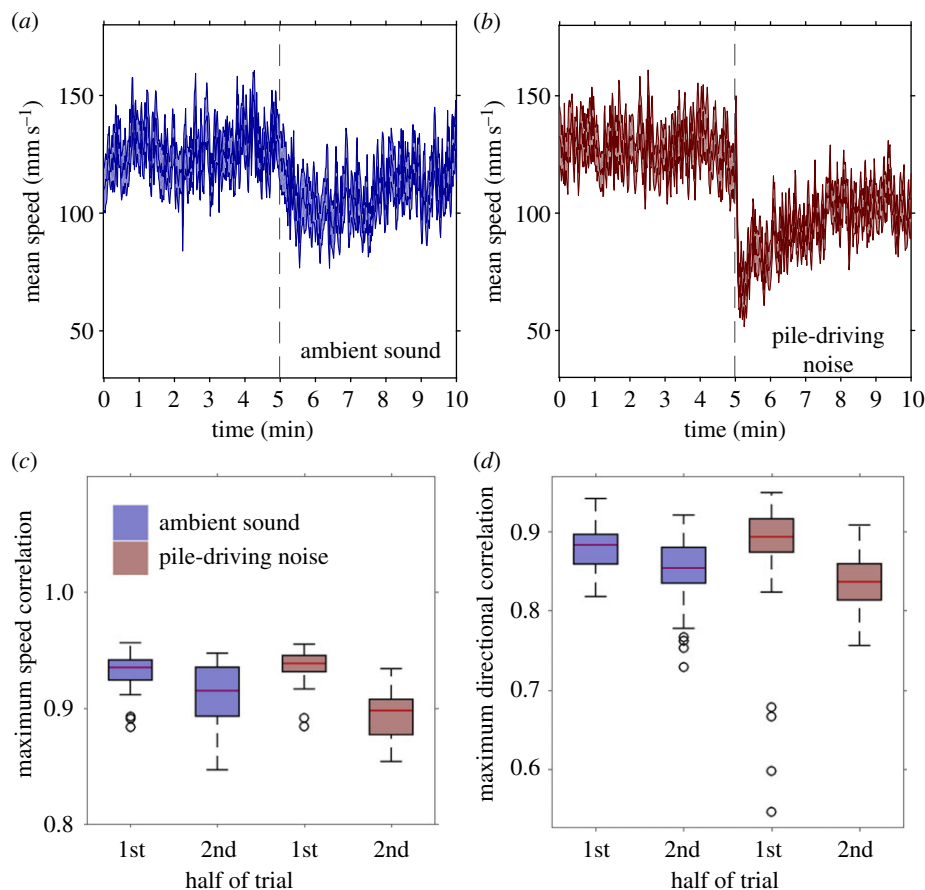 (a)
150
100
50
mean speed (mm s⁻¹)
ambient sound
0 1 2 3 4 5 6 7 8 9 10
time (min)
(b)
150
100
50
mean speed (mm s⁻¹)
pile-driving
noise
0 1 2 3 4 5 6 7 8 9 10
time (min)
(c)
ambient sound
pile-driving noise
1.0
0.9
0.8
maximum speed correlation
1st 2nd 1st 2nd
half of trial
(d)
0.9
0.8
0.7
0.6
maximum directional correlation
1st 2nd 1st 2nd
half of trial